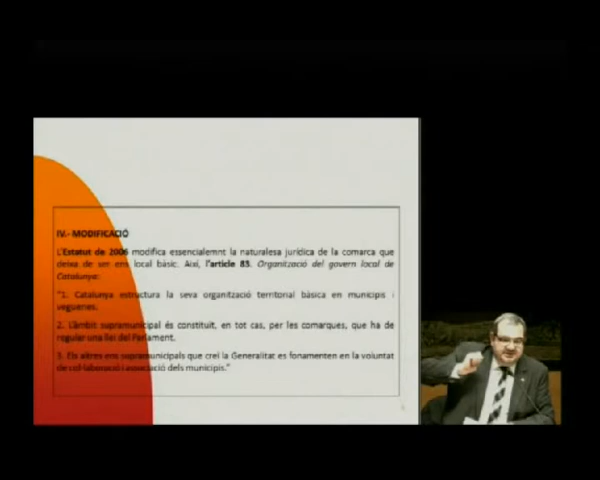 IV.- MODIFICACIÓ
L'Estatut de 2006 modifica essencialemnt la naturalesa jurídica de la comarca que
deixa de ser ens local bàsic. Així, l'article 83. Organització del govern local de
Catalunya:
"1. Catalunya estructura la seva organització territorial bàsica en municipis i
vegueries.
2. L'àmbit supramunicipal és constituït, en tot cas, per les comarques, que ha de
regular una llei del Parlament.
3. Els altres ens supramunicipals que creï la Generalitat es fonamenten en la voluntat
de col·laboració i associació dels municipis."